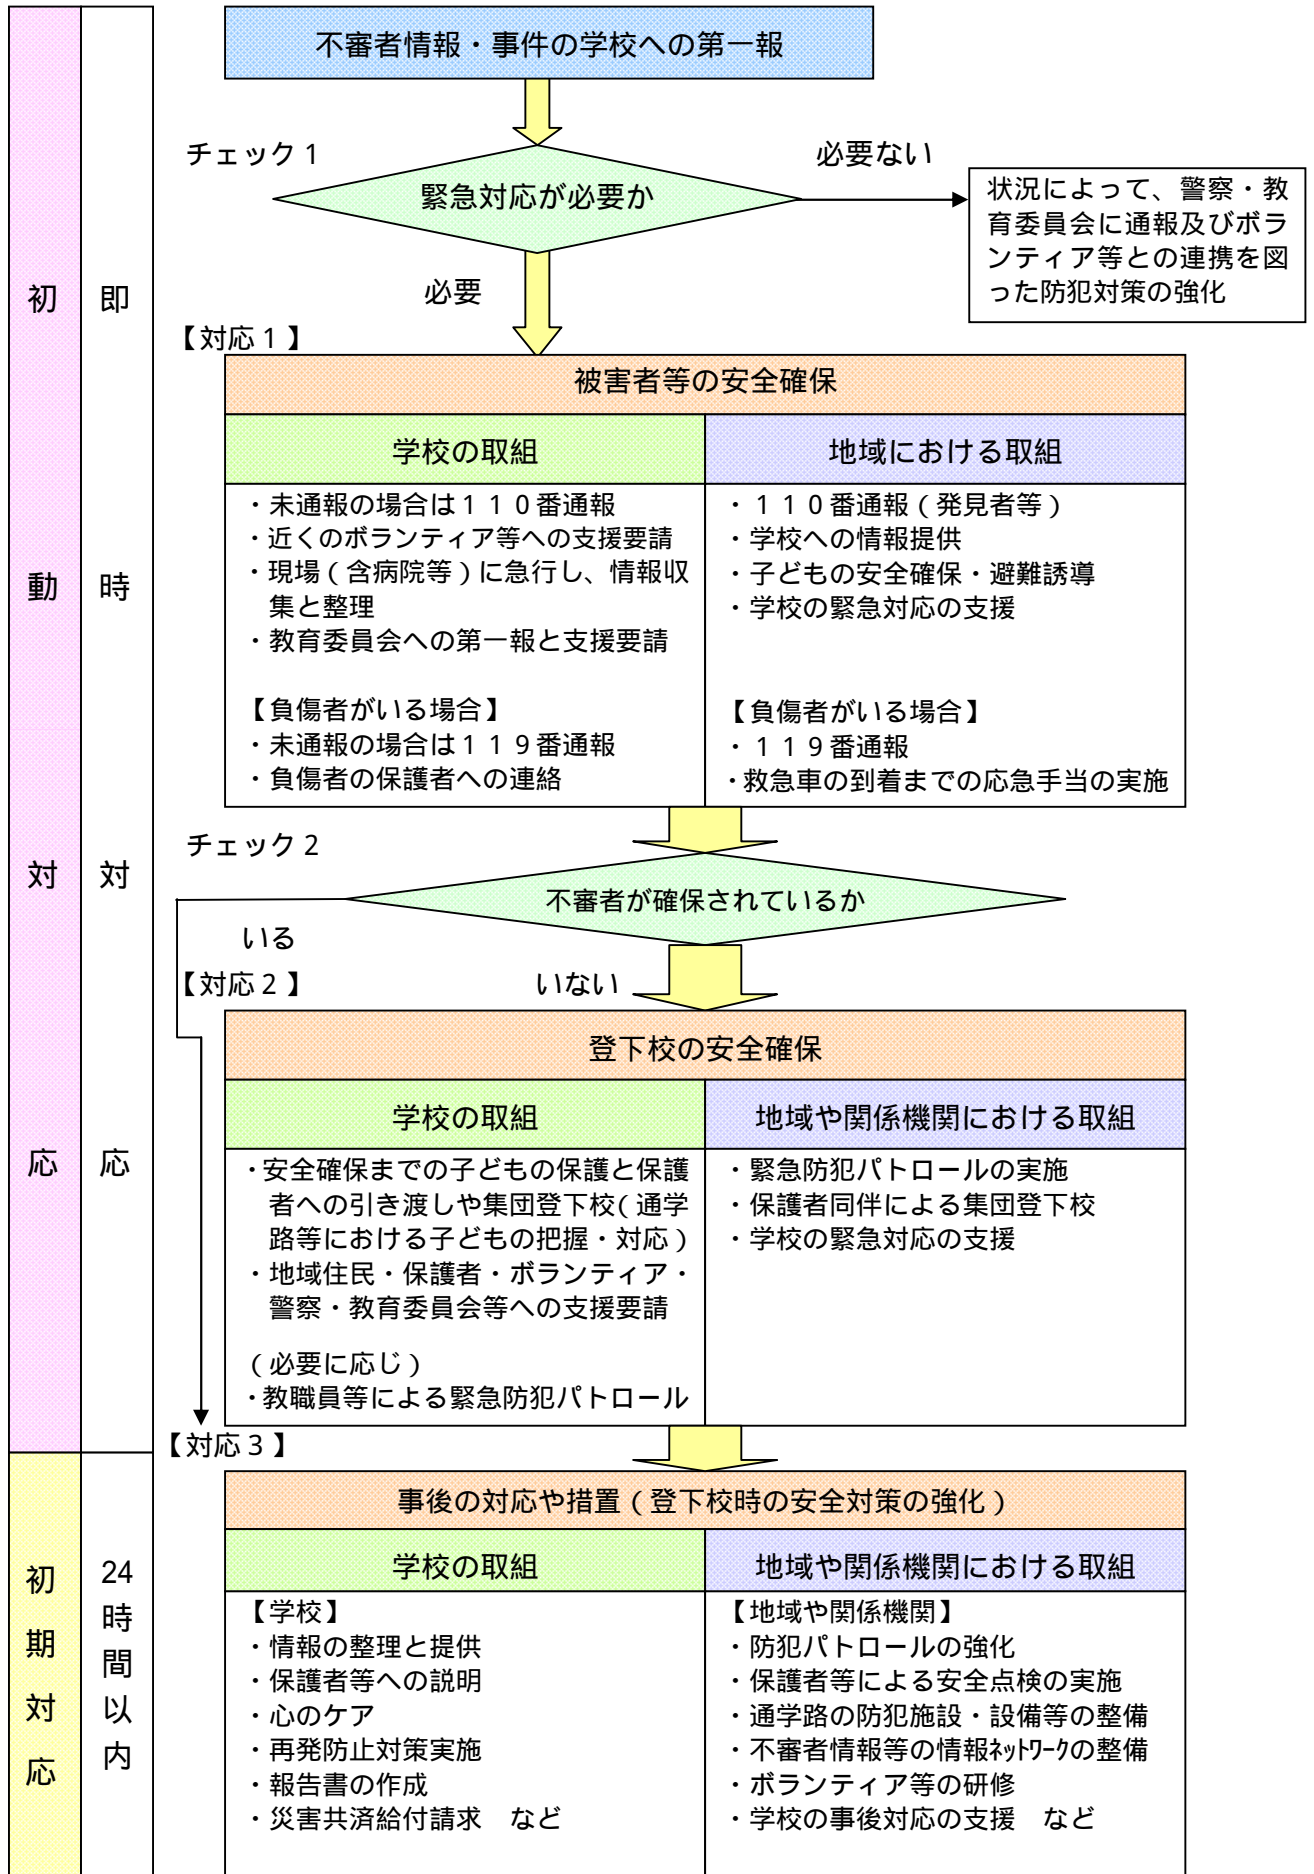 不審者情報・事件の学校への第一報
チェック1
緊急対応が必要か
必要ない
状況によって、警察・教
育委員会に通報及びボラ
ンティア等との連携を図
った防犯対策の強化
必要
【対応1】
被害者等の安全確保
学校の取組
・未通報の場合は110番通報
・近くのボランティア等への支援要請
・現場(含病院等)に急行し、情報収
集と整理
・教育委員会への第一報と支援要請
【負傷者がいる場合】
・未通報の場合は119番通報
・負傷者の保護者への連絡
地域における取組
・110番通報(発見者等)
・学校への情報提供
・子どもの安全確保・避難誘導
・学校の緊急対応の支援
【負傷者がいる場合】
・119番通報
・救急車の到着までの応急手当の実施
チェック2
不審者が確保されているか
いる
いない
【対応2】
登下校の安全確保
学校の取組
・安全確保までの子どもの保護と保護
者への引き渡しや集団登下校(通学
路等における子どもの把握・対応)
・地域住民・保護者・ボランティア・
警察・教育委員会等への支援要請
(必要に応じ)
・教職員等による緊急防犯パトロール
地域や関係機関における取組
・緊急防犯パトロールの実施
・保護者同伴による集団登下校
・学校の緊急対応の支援
【対応3】
事後の対応や措置(登下校時の安全対策の強化)
学校の取組
【学校】
・情報の整理と提供
・保護者等への説明
・心のケア
・再発防止対策実施
・報告書の作成
・災害共済給付請求 など
地域や関係機関における取組
【地域や関係機関】
・防犯パトロールの強化
・保護者等による安全点検の実施
・通学路の防犯施設・設備等の整備
・不審者情報等の情報ネットワークの整備
・ボランティア等の研修
・学校の事後対応の支援 など
初動対応
即時対応
初期対応
24時間以内